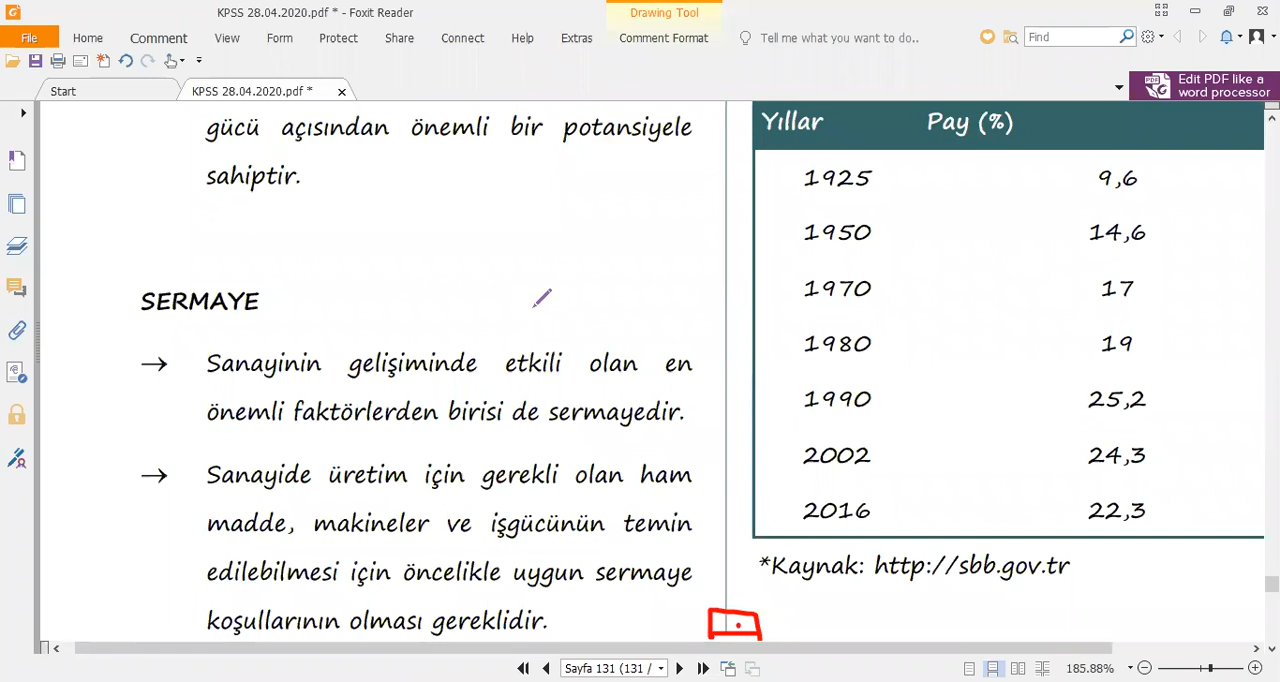 KPSS 28.04.2020.pdf * - Foxit Reader
Drawing Tool
File Home Comment View Form Protect Share Connect Help Extras Comment Format Tell me what you want to do.. Find
Start KPSS 28.04.2020.pdf *
Edit PDF like a
word processor
gücü açısından önemli bir potansiyele
sahiptir.
SERMAYE
→ Sanayinin gelişiminde etkili olan en
önemli faktörlerden birisi de sermayedir.
→ Sanayide üretim için gerekli olan ham
madde, makineler ve işgücünün temin
edilebilmesi için öncelikle uygun sermaye
koşullarının olması gereklidir.
Yıllar Pay (%)
1925 9,6
1950 14,6
1970 17
1980 19
1990 25,2
2002 24,3
2016 22,3
*Kaynak: http://sbb.gov.tr
Sayfa 131 (131 / 185.88%